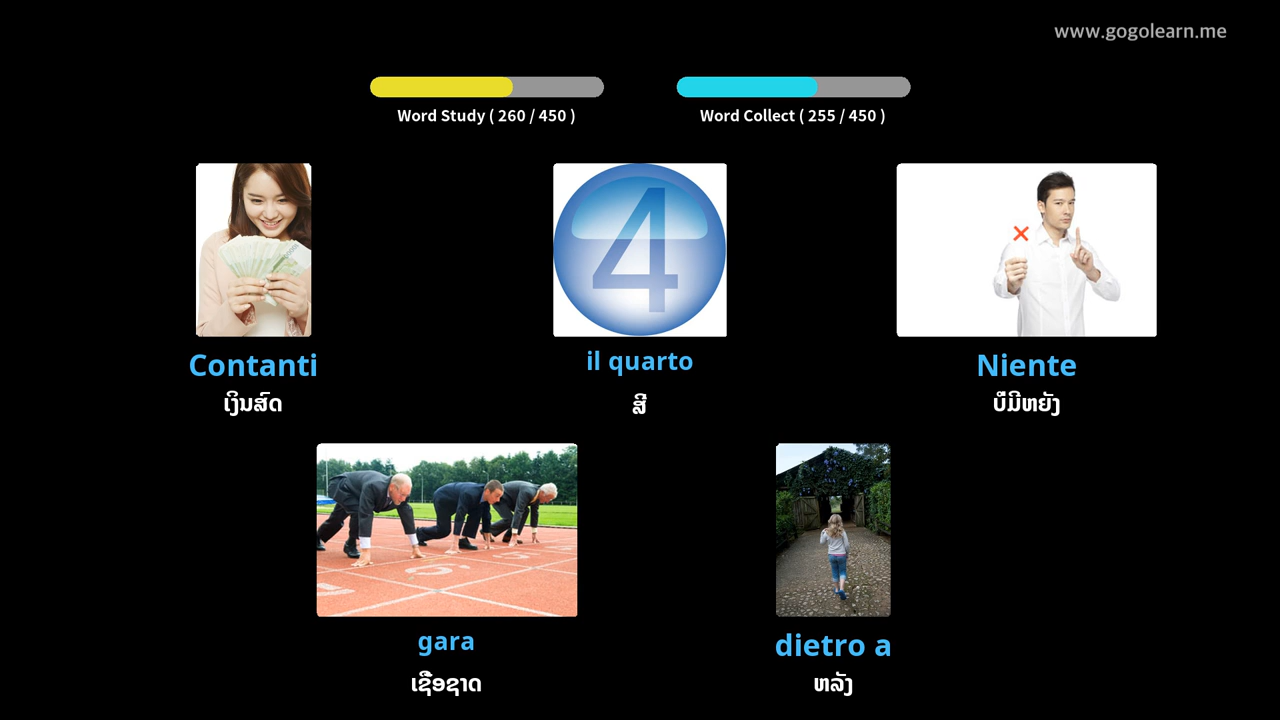 www.gogolearn.me
Word Study ( 260 / 450 )
Word Collect ( 255 / 450 )
4
Contanti
ເງິນສົດ
il quarto
ສີ່
Niente
ບໍ່ມີຫຍັງ
gara
ເຊື້ອຊາດ
dietro a
ຫລັງ